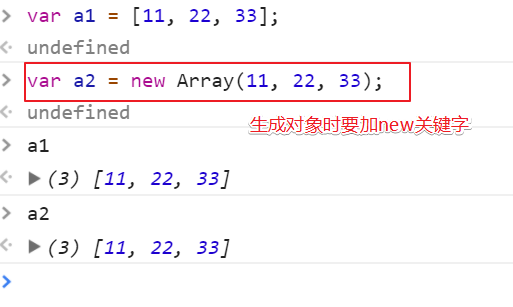 > var a1 = [11, 22, 33];
undefined
> var a2 = new Array(11, 22, 33);
undefined
生成对象时要加new关键字
> a1
▶ (3) [11, 22, 33]
> a2
▶ (3) [11, 22, 33]
>